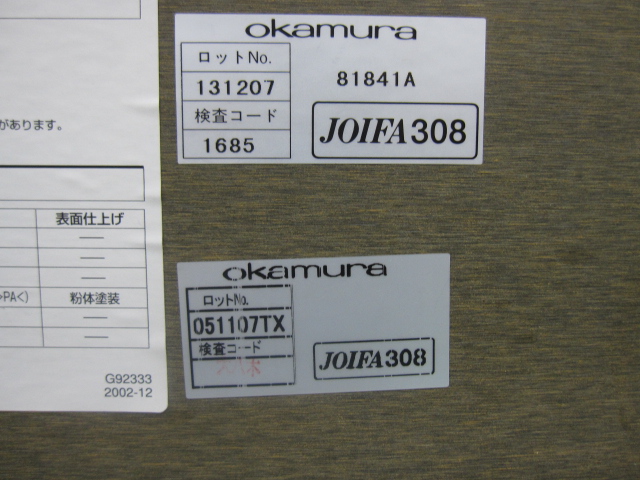 があります。
表面仕上げ
──
──
──
PA<)
粉体塗装
──
──
G92333
2002-12
okamura
ロットNo.
131207
81841A
検査コード
1685
JOIFA308
okamura
ロットNo.
051107TX
検査コード
JOIFA308